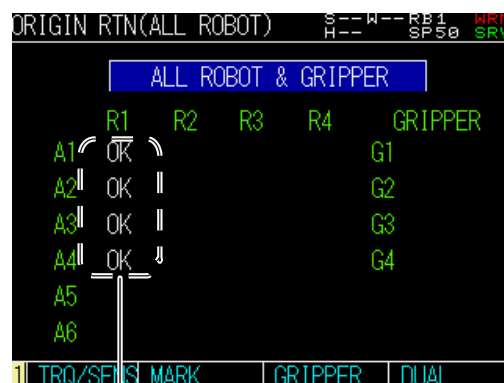 ORIGIN RTN(ALL ROBOT) S--W--RB1 WRN
H-- SP50 SRV
ALL ROBOT & GRIPPER
R1 R2 R3 R4 GRIPPER
A1 OK G1
A2 OK G2
A3 OK G3
A4 OK G4
A5
A6
1 TRQ/SENS MARK GRIPPER DUAL